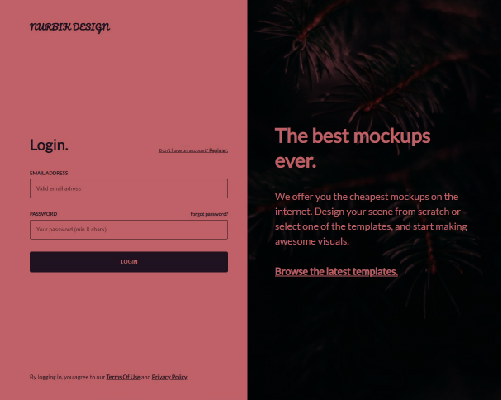 NURBIK DESIGN
Login.
Don't have an account? Register.
EMAIL ADDRESS
Valid email address
PASSWORD
Forgot password?
Your password (min. 8 chars)
LOGIN
By logging in, you agree to our Terms Of Use and Privacy Policy.
The best mockups
ever.
We offer you the cheapest mockups on the
internet. Design your scene from scratch or
select one of the templates, and start making
awesome visuals.
Browse the latest templates.